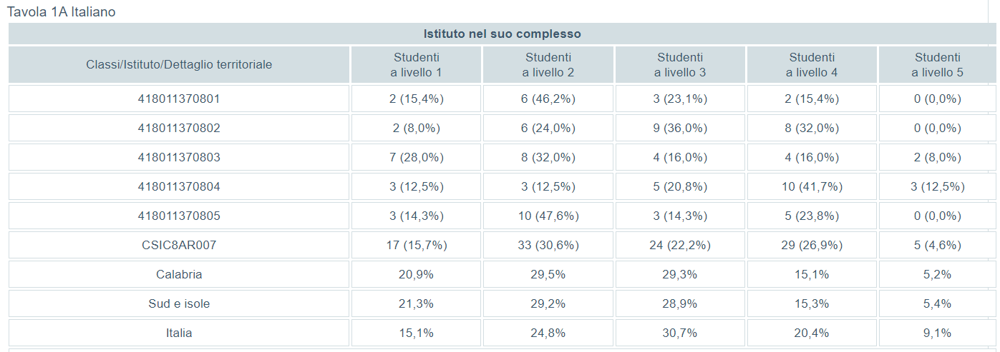 Tavola 1A Italiano
Istituto nel suo complesso
Classi/Istituto/Dettaglio territoriale Studenti a livello 1 Studenti a livello 2 Studenti a livello 3 Studenti a livello 4 Studenti a livello 5
418011370801 2 (15,4%) 6 (46,2%) 3 (23,1%) 2 (15,4%) 0 (0,0%)
418011370802 2 (8,0%) 6 (24,0%) 9 (36,0%) 8 (32,0%) 0 (0,0%)
418011370803 7 (28,0%) 8 (32,0%) 4 (16,0%) 4 (16,0%) 2 (8,0%)
418011370804 3 (12,5%) 3 (12,5%) 5 (20,8%) 10 (41,7%) 3 (12,5%)
418011370805 3 (14,3%) 10 (47,6%) 3 (14,3%) 5 (23,8%) 0 (0,0%)
CSIC8AR007 17 (15,7%) 33 (30,6%) 24 (22,2%) 29 (26,9%) 5 (4,6%)
Calabria 20,9% 29,5% 29,3% 15,1% 5,2%
Sud e isole 21,3% 29,2% 28,9% 15,3% 5,4%
Italia 15,1% 24,8% 30,7% 20,4% 9,1%